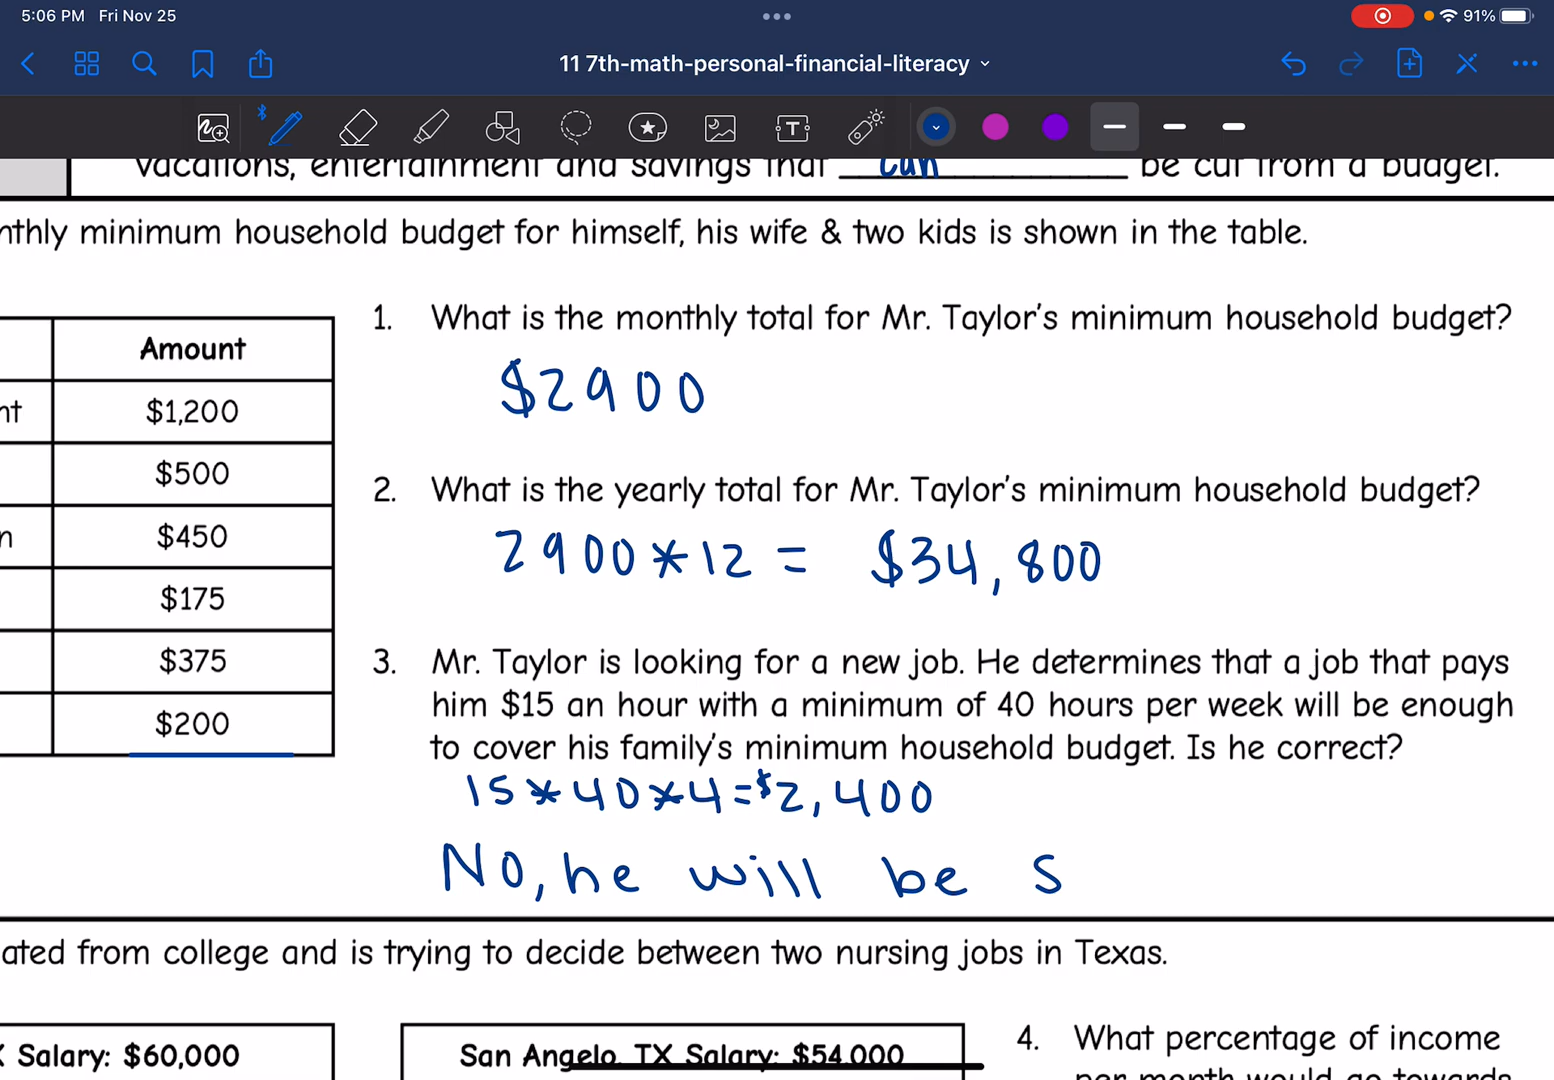 5:06 PM Fri Nov 25
91%
11 7th-math-personal-financial-literacy
T
vacations, entertainment and savings that can be cut from a budget.
nthly minimum household budget for himself, his wife & two kids is shown in the table.
Amount
nt $1,200
$500
n $450
$175
$375
$200
1. What is the monthly total for Mr. Taylor's minimum household budget?
$2900
2. What is the yearly total for Mr. Taylor's minimum household budget?
2900*12 = $34,800
3. Mr. Taylor is looking for a new job. He determines that a job that pays
him $15 an hour with a minimum of 40 hours per week will be enough
to cover his family's minimum household budget. Is he correct?
15*40*4=$2,400
No, he will be s
ated from college and is trying to decide between two nursing jobs in Texas.
X Salary: $60,000
San Angelo, TX Salary: $54,000
4. What percentage of income
per month would go towards